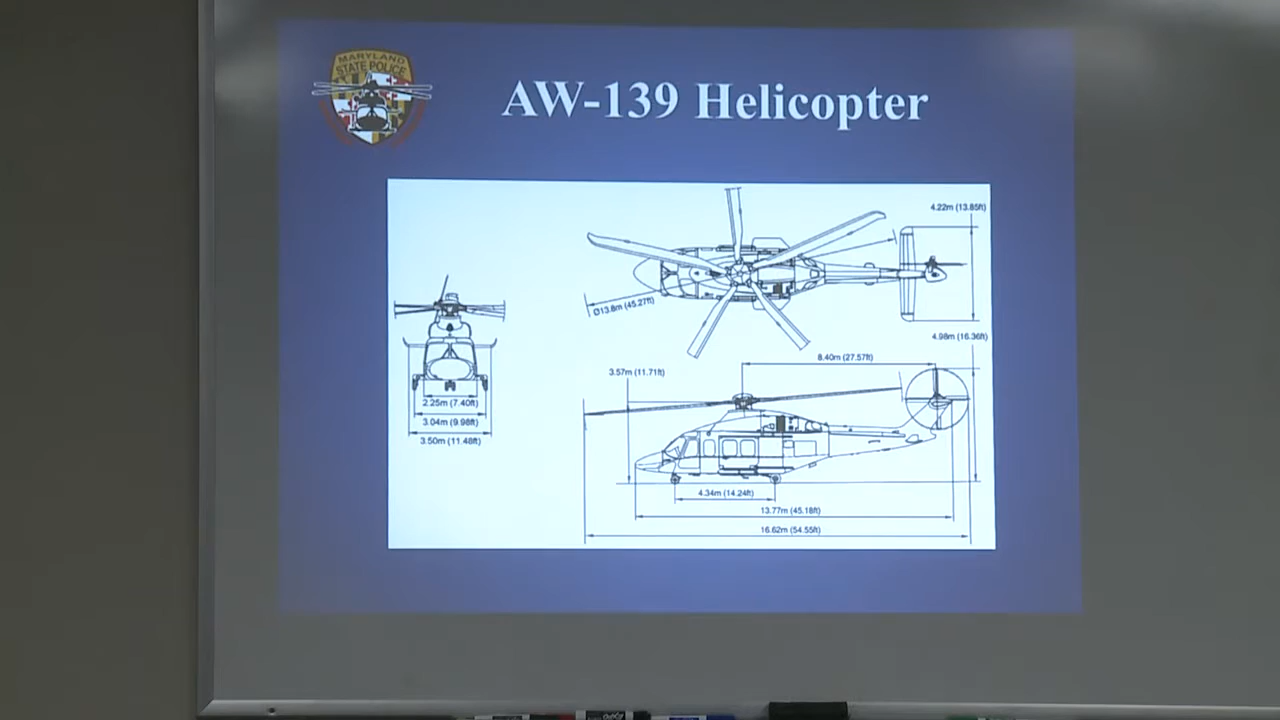 MARYLAND
STATE POLICE
AW-139 Helicopter
4.22m (13.85ft)
Ø13.8m (45.27ft)
4.98m (16.36ft)
8.40m (27.57ft)
3.57m (11.71ft)
2.25m (7.40ft)
3.04m (9.98ft)
3.50m (11.48ft)
4.34m (14.24ft)
13.77m (45.18ft)
16.62m (54.55ft)